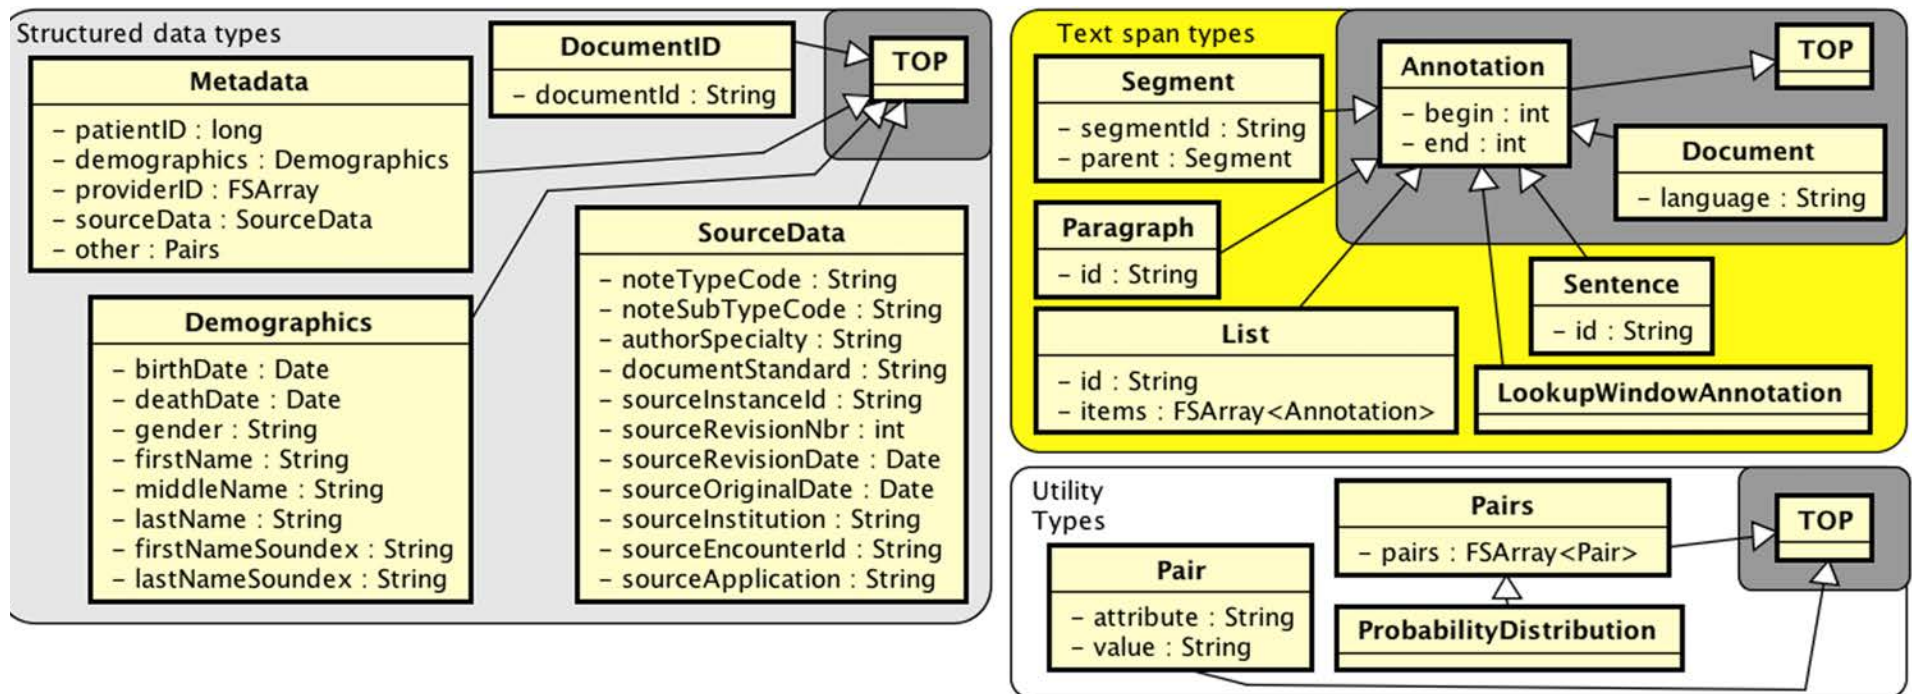 Structured data types
DocumentID
- documentId : String
TOP
Metadata
- patientID : long
- demographics : Demographics
- providerID : FSArray
- sourceData : SourceData
- other : Pairs
SourceData
- noteTypeCode : String
- noteSubTypeCode : String
- authorSpecialty : String
- documentStandard : String
- sourceInstanceId : String
- sourceRevisionNbr : int
- sourceRevisionDate : Date
- sourceOriginalDate : Date
- sourceInstitution : String
- sourceEncounterId : String
- sourceApplication : String
Demographics
- birthDate : Date
- deathDate : Date
- gender : String
- firstName : String
- middleName : String
- lastName : String
- firstNameSoundex : String
- lastNameSoundex : String
Text span types
Segment
- segmentId : String
- parent : Segment
Annotation
- begin : int
- end : int
TOP
Document
- language : String
Paragraph
- id : String
Sentence
- id : String
List
- id : String
- items : FSArray<Annotation>
LookupWindowAnnotation
Utility
Types
Pair
- attribute : String
- value : String
Pairs
- pairs : FSArray<Pair>
ProbabilityDistribution
TOP